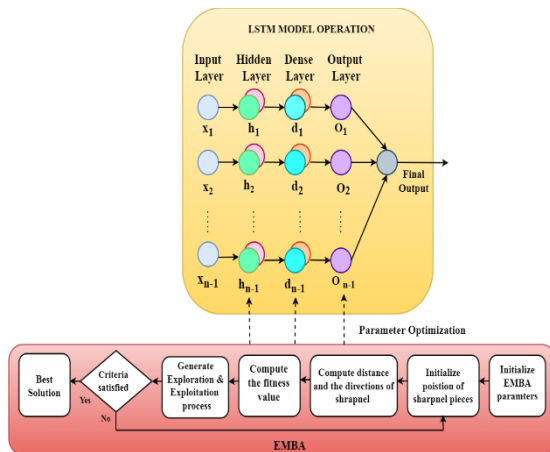 LSTM MODEL OPERATION
Input Hidden Dense Output
Layer Layer Layer Layer
x1 h1 d1 O1
x2 h2 d2 O2
Final
Output
xn-1 hn-1 dn-1 On-1
Parameter Optimization
Best
Solution
Criteria
satisfied
Yes
No
Generate
Exploration &
Exploitation
process
Compute
the fitness
value
Compute distance
and the directions of
shrapnel
Initialize
poistion of
sharpnel pieces
Initialize
EMBA
paramters
EMBA